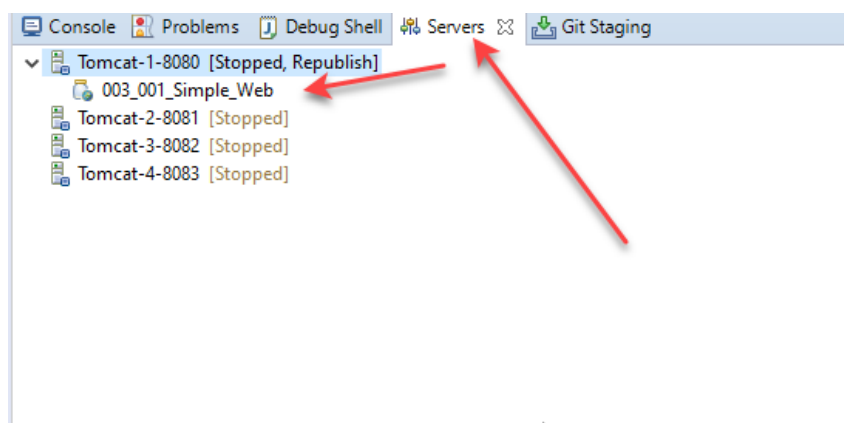 Console Problems Debug Shell Servers Git Staging
Tomcat-1-8080 [Stopped, Republish]
003_001_Simple_Web
Tomcat-2-8081 [Stopped]
Tomcat-3-8082 [Stopped]
Tomcat-4-8083 [Stopped]